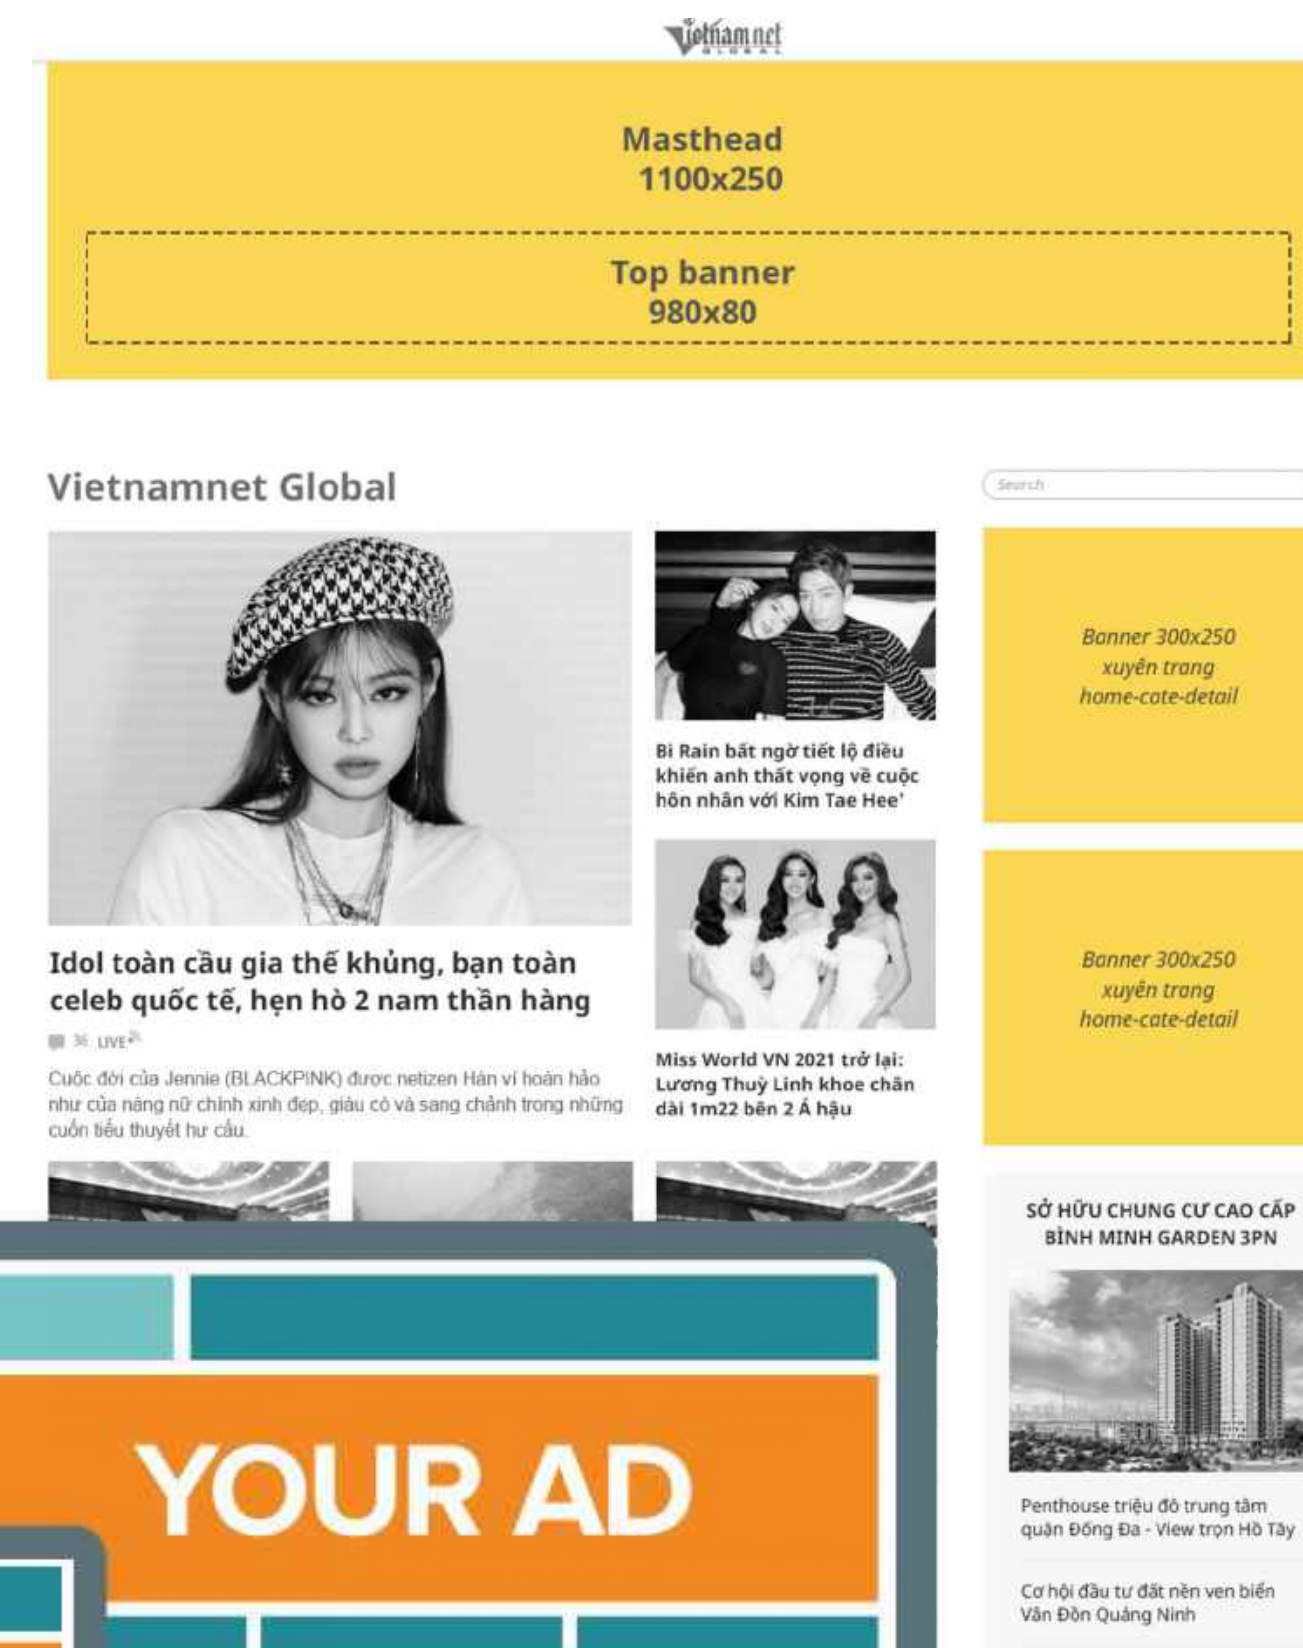 Vietnamnet
GLOBAL
Masthead
1100x250
Top banner
980x80
Vietnamnet Global
Search
Banner 300x250
xuyên trang
home-cate-detail
Bi Rain bất ngờ tiết lộ điều
khiến anh thất vọng về cuộc
hôn nhân với Kim Tae Hee'
Banner 300x250
xuyên trang
home-cate-detail
Idol toàn cầu gia thế khủng, bạn toàn
celeb quốc tế, hẹn hò 2 nam thần hàng
36 LIVE
Cuộc đời của Jennie (BLACKPINK) được netizen Hàn ví hoàn hảo
như của nàng nữ chính xinh đẹp, giàu có và sang chảnh trong những
cuốn tiểu thuyết hư cấu.
Miss World VN 2021 trở lại:
Lương Thuỳ Linh khoe chân
dài 1m22 bên 2 Á hậu
SỞ HỮU CHUNG CƯ CAO CẤP
BÌNH MINH GARDEN 3PN
Penthouse triệu đô trung tâm
quận Đống Đa - View trọn Hồ Tây
Cơ hội đầu tư đất nền ven biển
Vân Đồn Quảng Ninh
YOUR AD